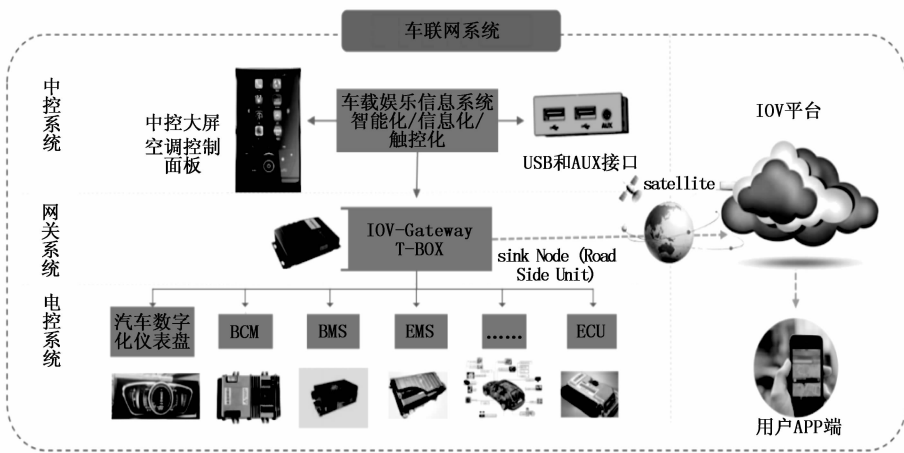 车联网系统
中控系统
中控大屏
空调控制
面板
车载娱乐信息系统
智能化/信息化/
触控化
AUX
USB和AUX接口
IOV平台
satellite
网关系统
IOV-Gateway
T-BOX
sink Node (Road
Side Unit)
电控系统
汽车数字
化仪表盘
BCM
BMS
EMS
......
ECU
用户APP端